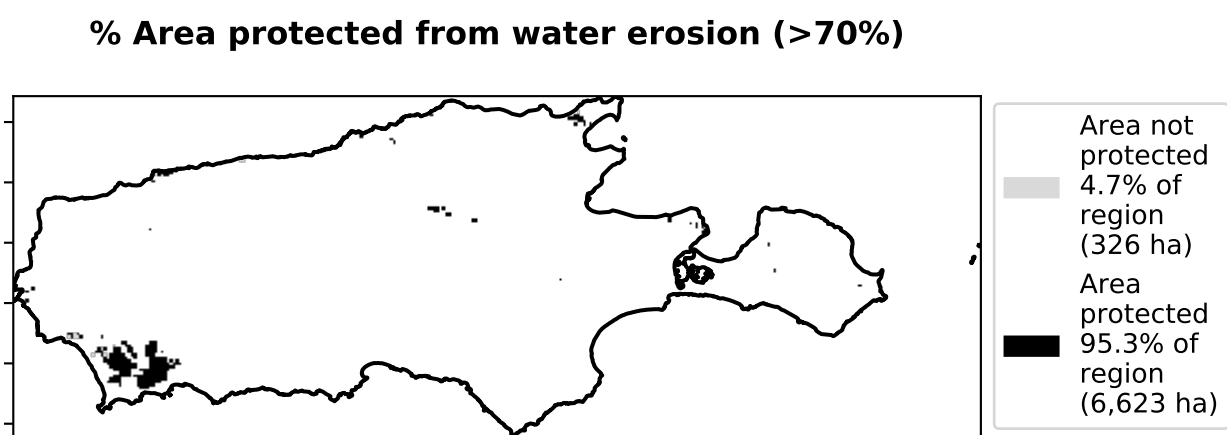 % Area protected from water erosion (>70%)
Area not
protected
4.7% of
region
(326 ha)
Area
protected
95.3% of
region
(6,623 ha)